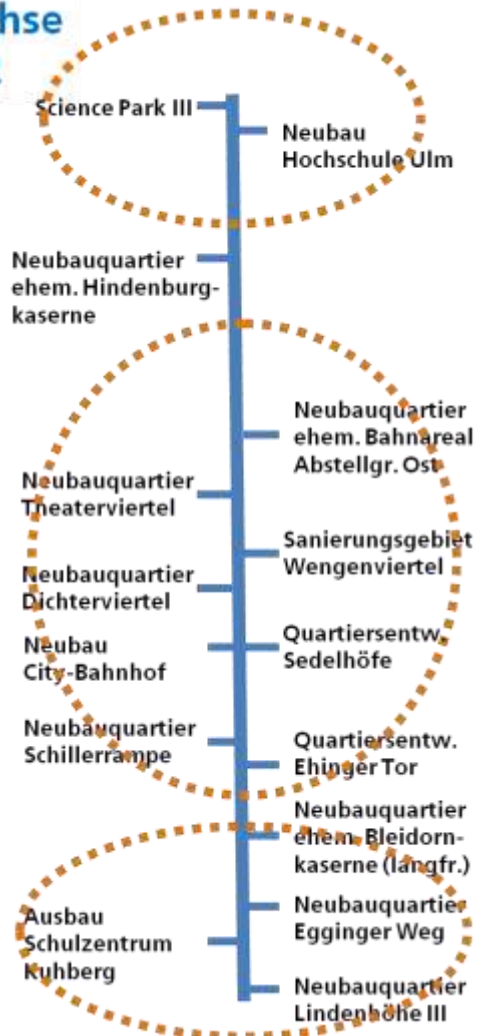 hse
Science Park III
Neubau
Hochschule Ulm
Neubauquartier
ehem. Hindenburg-
kaserne
Neubauquartier
ehem. Bahnareal
Abstellgr. Ost
Neubauquartier
Theaterviertel
Sanierungsgebiet
Wengenviertel
Neubauquartier
Dichterviertel
Quartiersentw.
Sedelhöfe
Neubau
City-Bahnhof
Neubauquartier
Schillerrampe
Quartiersentw.
Ehinger Tor
Neubauquartier
ehem. Bleidorn-
kaserne (langfr.)
Neubauquartier
Egginger Weg
Ausbau
Schulzentrum
Kuhberg
Neubauquartier
Lindenhöhe III